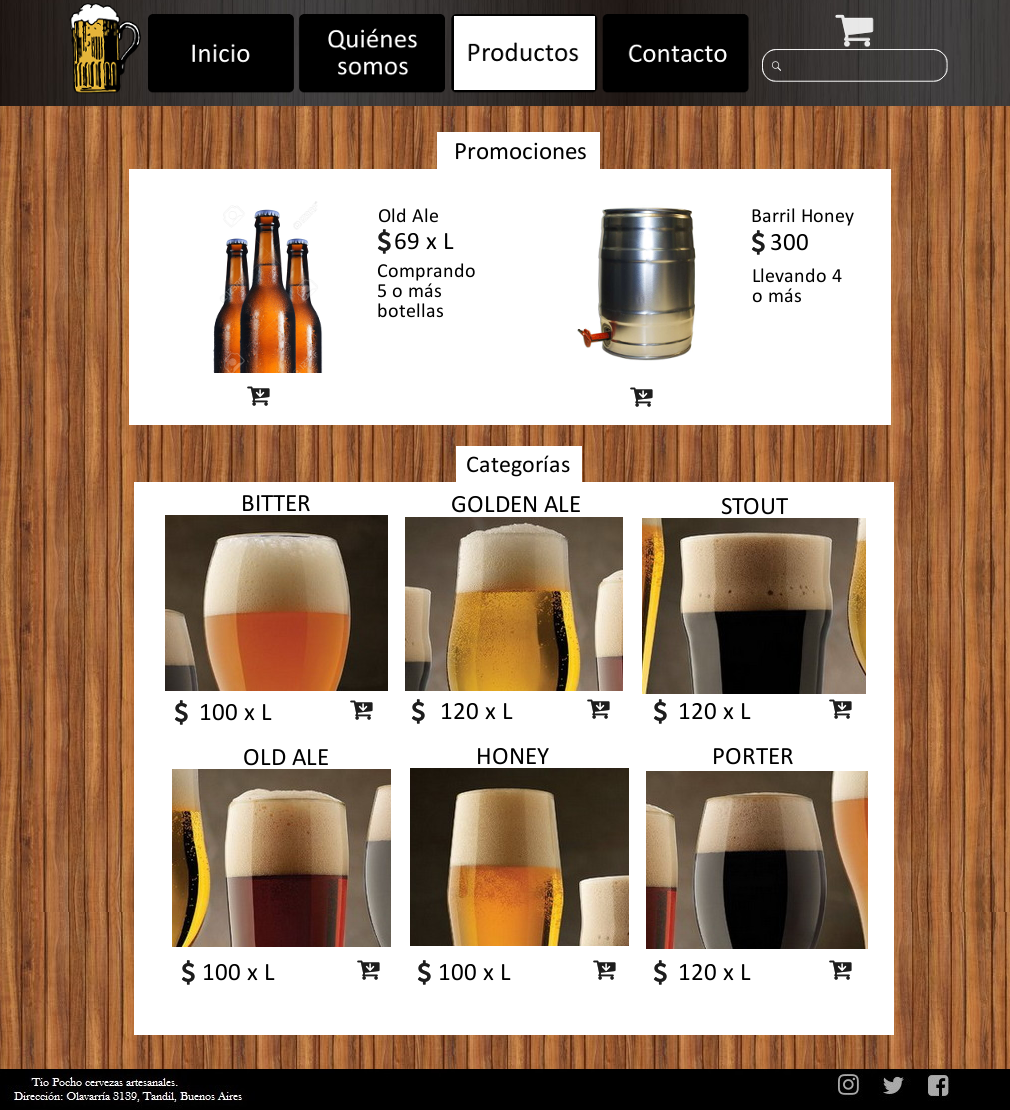 Inicio
Quiénes
somos
Productos
Contacto
Promociones
Old Ale
$69 x L
Comprando
5 o más
botellas
Barril Honey
$ 300
Llevando 4
o más
Categorías
BITTER
GOLDEN ALE
STOUT
$ 100 x L
$ 120 x L
$ 120 x L
OLD ALE
HONEY
PORTER
$ 100 x L
$ 100 x L
$ 120 x L
Tio Pocho cervezas artesanales.
Dirección: Olavarría 3139, Tandil, Buenos Aires